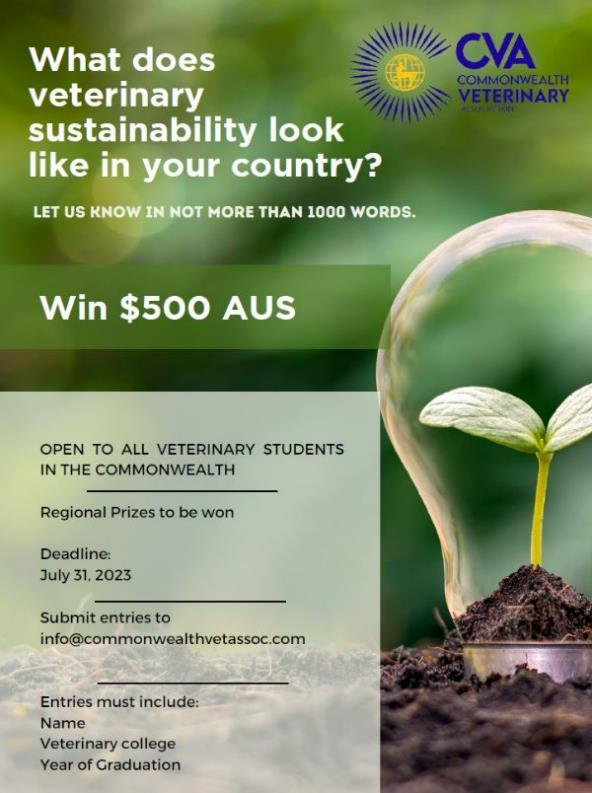 What does
veterinary
sustainability look
like in your country?
CVA
COMMONWEALTH
VETERINARY
ASSOCIATION
LET US KNOW IN NOT MORE THAN 1000 WORDS.
Win $500 AUS
OPEN TO ALL VETERINARY STUDENTS
IN THE COMMONWEALTH
Regional Prizes to be won
Deadline:
July 31, 2023
Submit entries to
info@commonwealthvetassoc.com
Entries must include:
Name
Veterinary college
Year of Graduation